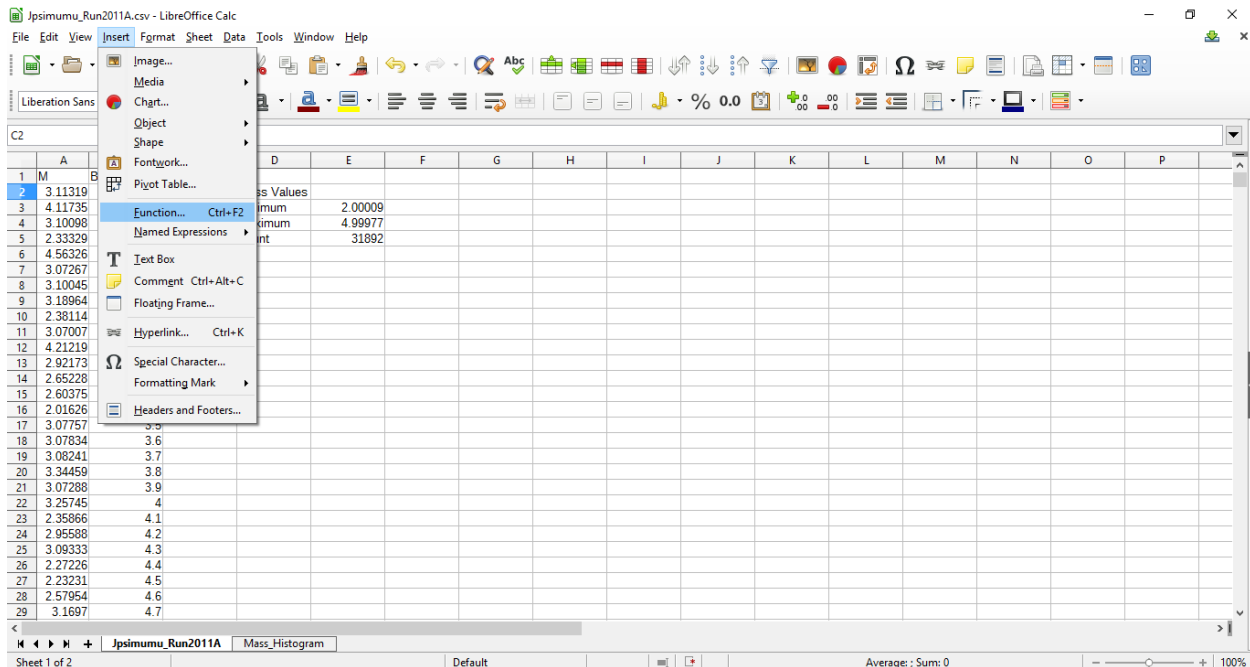 Jpsimumu_Run2011A.csv - LibreOffice Calc
File Edit View Insert Format Sheet Data Tools Window Help
Liberation Sans
C2
A D E F G H I J K L M N O P
1 M B
2 3.11319 ss Values
3 4.11735 imum 2.00009
4 3.10098 ximum 4.99977
5 2.33329 int 31892
6 4.56326
7 3.07267
8 3.10045
9 3.18964
10 2.38114
11 3.07007
12 4.21219
13 2.92173
14 2.65228
15 2.60375
16 2.01626
17 3.07757 3.5
18 3.07834 3.6
19 3.08241 3.7
20 3.34459 3.8
21 3.07288 3.9
22 3.25745 4
23 2.35866 4.1
24 2.95588 4.2
25 3.09333 4.3
26 2.27226 4.4
27 2.23231 4.5
28 2.57954 4.6
29 3.1697 4.7
Image...
Media
Chart...
Object
Shape
Fontwork...
Pivot Table...
Function... Ctrl+F2
Named Expressions
Text Box
Comment Ctrl+Alt+C
Floating Frame...
Hyperlink... Ctrl+K
Special Character...
Formatting Mark
Headers and Footers...
Jpsimumu_Run2011A Mass_Histogram
Sheet 1 of 2 Default Average: ; Sum: 0 100%